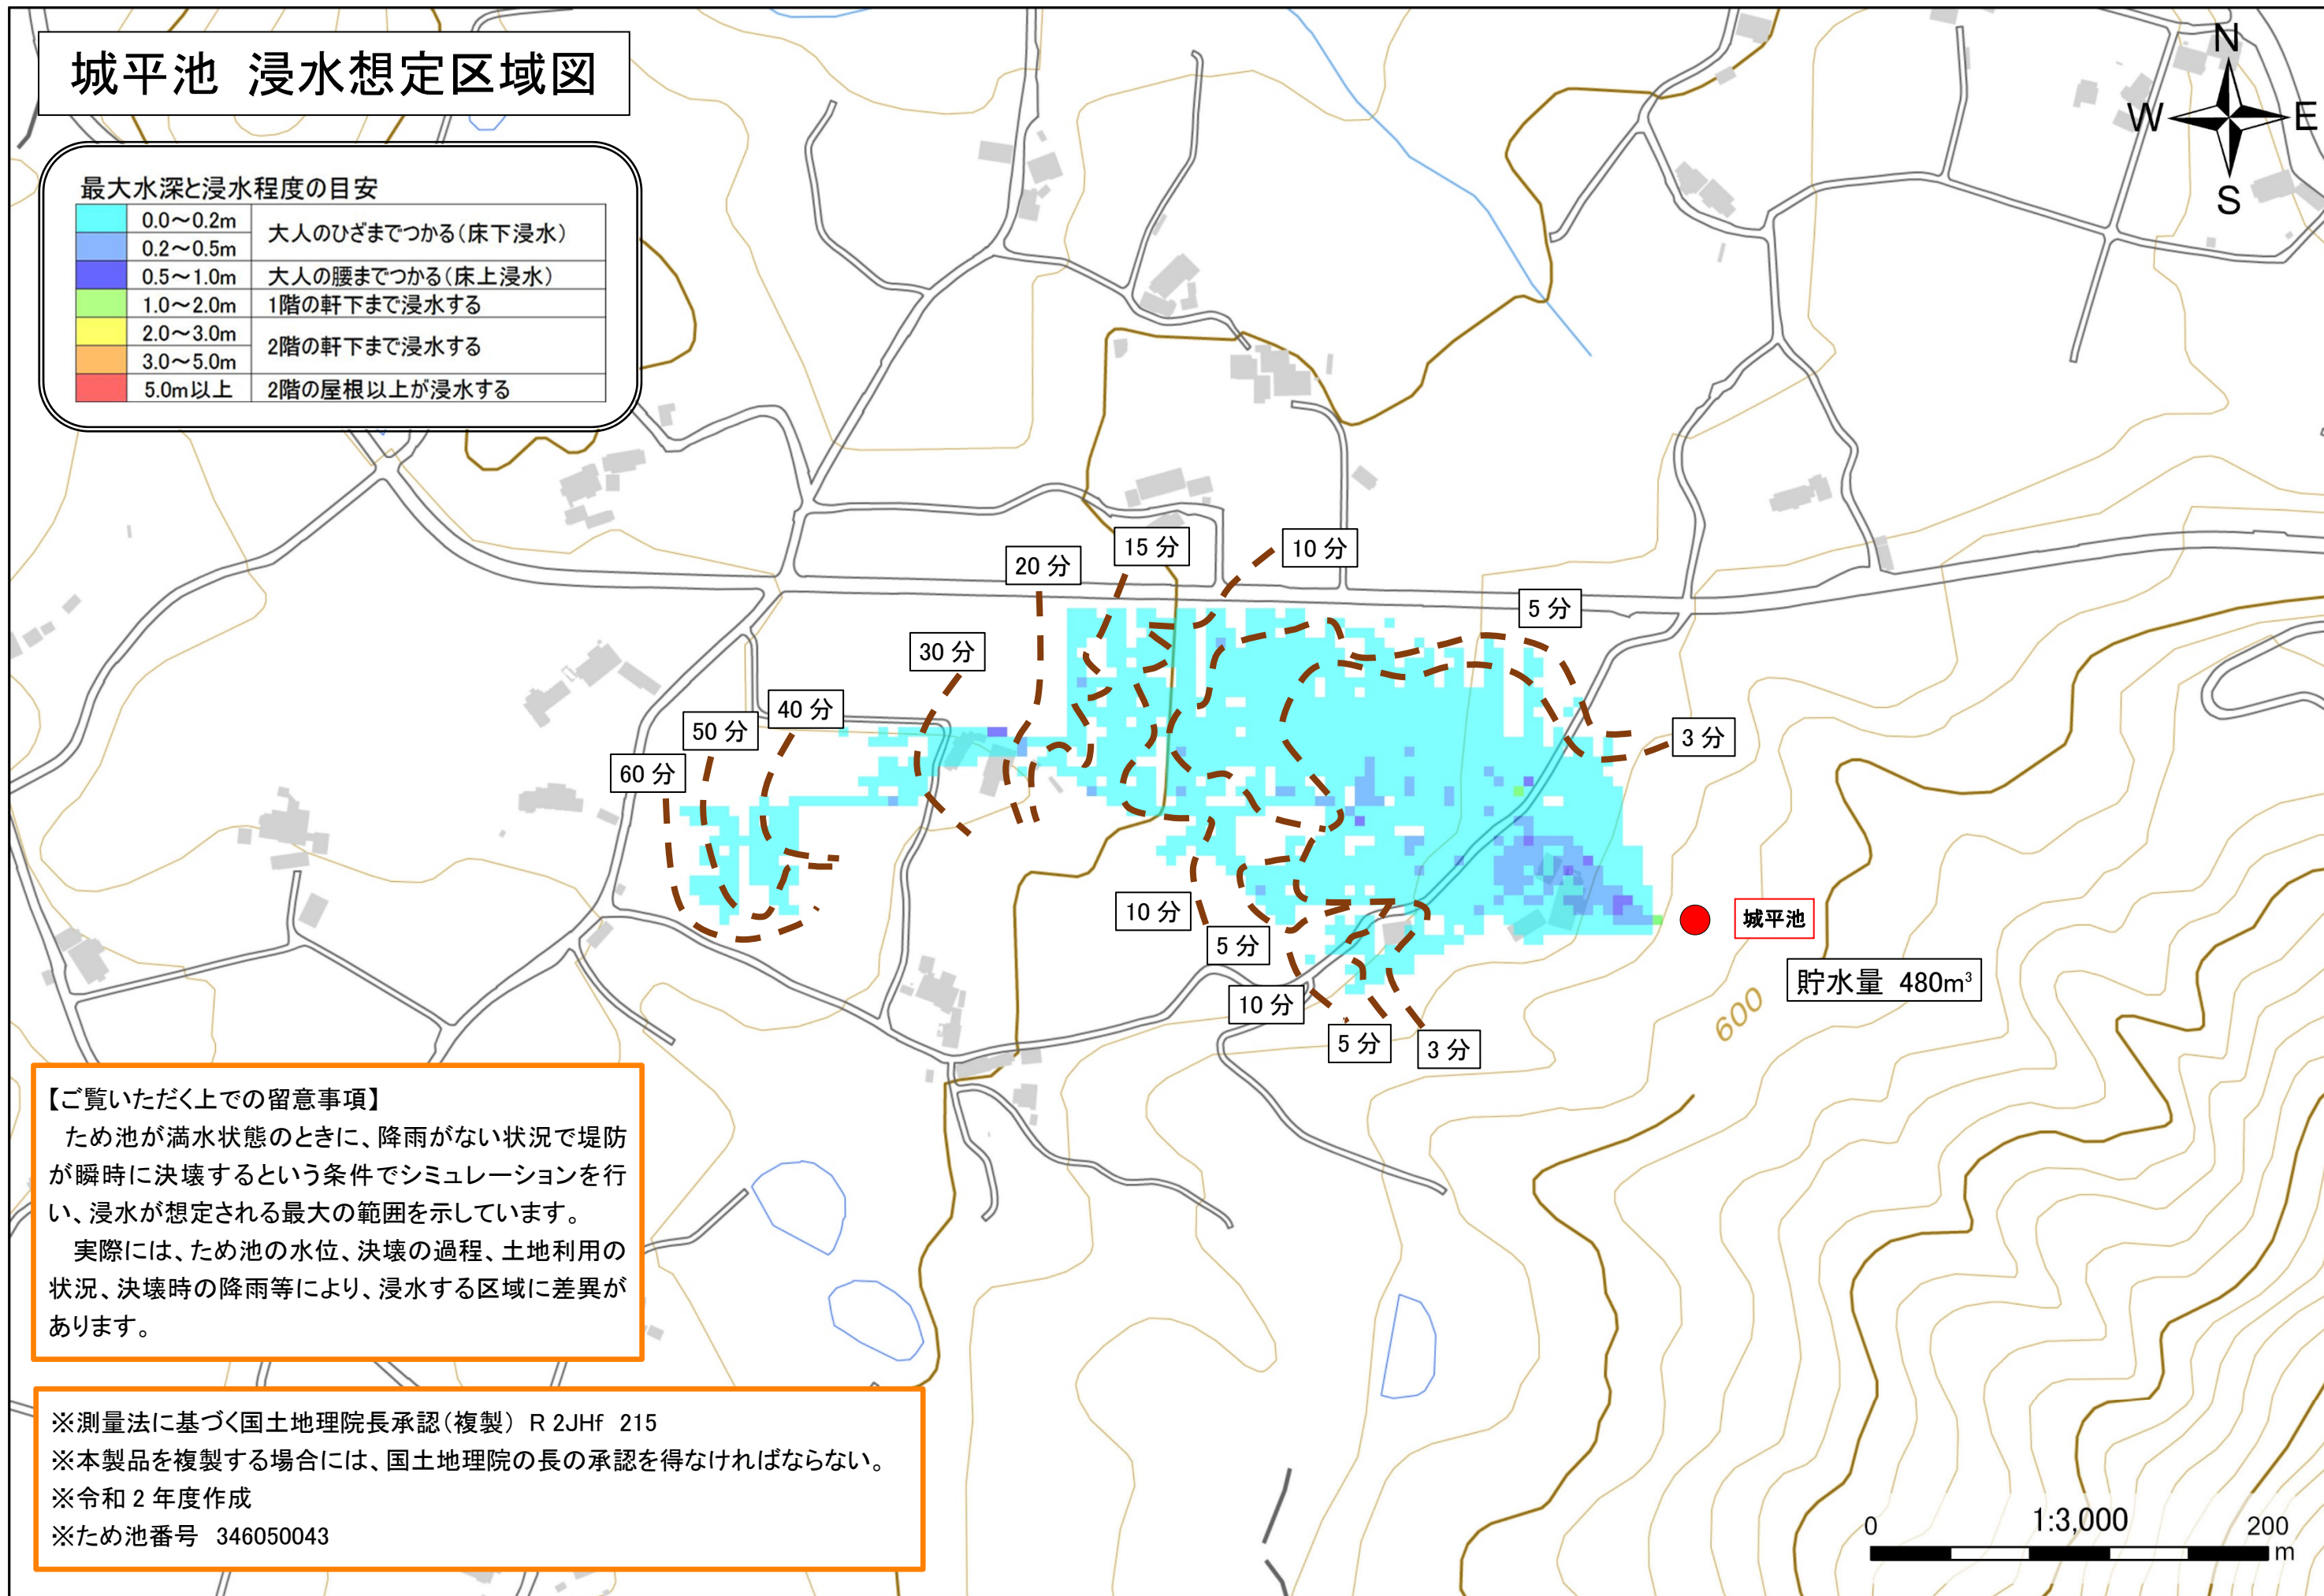 城平池 浸水想定区域図
N
W
E
S
最大水深と浸水程度の目安
0.0～0.2m
大人のひざまでつかる（床下浸水）
0.2～0.5m
0.5～1.0m 大人の腰までつかる（床上浸水）
1.0～2.0m 1階の軒下まで浸水する
2.0～3.0m
2階の軒下まで浸水する
3.0～5.0m
5.0m以上 2階の屋根以上が浸水する
15 分
10 分
20 分
5 分
30 分
40 分
50 分
3 分
60 分
10 分
5 分
城平池
貯水量 480m³
10 分
600
5 分
3 分
【ご覧いただく上での留意事項】
ため池が満水状態のときに、降雨がない状況で堤防
が瞬時に決壊するという条件でシミュレーションを行
い、浸水が想定される最大の範囲を示しています。
実際には、ため池の水位、決壊の過程、土地利用の
状況、決壊時の降雨等により、浸水する区域に差異が
あります。
※測量法に基づく国土地理院長承認（複製） R 2JHf 215
※本製品を複製する場合には、国土地理院の長の承認を得なければならない。
※令和 2 年度作成
※ため池番号 346050043
0 1:3,000 200
m